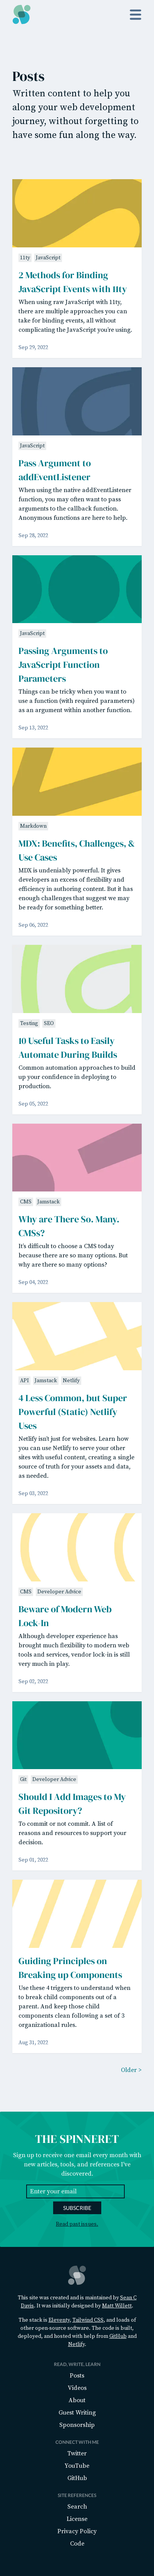 Posts
Written content to help you
along your web development
journey, without forgetting to
have some fun along the way.
11ty JavaScript
2 Methods for Binding
JavaScript Events with 11ty
When using raw JavaScript with 11ty,
there are multiple approaches you can
take for binding events, all without
complicating the JavaScript you're using.
Sep 29, 2022
JavaScript
Pass Argument to
addEventListener
When using the native addEventListener
function, you may often want to pass
arguments to the callback function.
Anonymous functions are here to help.
Sep 28, 2022
JavaScript
Passing Arguments to
JavaScript Function
Parameters
Things can be tricky when you want to
use a function (with required parameters)
as an argument within another function.
Sep 13, 2022
Markdown
MDX: Benefits, Challenges, &
Use Cases
MDX is undeniably powerful. It gives
developers an excess of flexibility and
efficiency in authoring content. But it has
enough challenges that suggest we may
be ready for something better.
Sep 06, 2022
Testing SEO
10 Useful Tasks to Easily
Automate During Builds
Common automation approaches to build
up your confidence in deploying to
production.
Sep 05, 2022
CMS Jamstack
Why are There So. Many.
CMSs?
It's difficult to choose a CMS today
because there are so many options. But
why are there so many options?
Sep 04, 2022
API Jamstack Netlify
4 Less Common, but Super
Powerful (Static) Netlify
Uses
Netlify isn't just for websites. Learn how
you can use Netlify to serve your other
sites with useful content, creating a single
source of truth for your assets and data,
as needed.
Sep 03, 2022
CMS Developer Advice
Beware of Modern Web
Lock-In
Although developer experience has
brought much flexibility to modern web
tools and services, vendor lock-in is still
very much in play.
Sep 02, 2022
Git Developer Advice
Should I Add Images to My
Git Repository?
To commit or not commit. A list of
reasons and resources to support your
decision.
Sep 01, 2022
Guiding Principles on
Breaking up Components
Use these 9 triggers to understand when
to break child components out of a
parent. And keep those child
components clean following a set of 3
organizational rules.
Aug 31, 2022
Older >
THE SPINNERET
Sign up to receive one email every month with
new articles, tools, and references I've
discovered.
Enter your email
SUBSCRIBE
Read past issues.
This site was created and is maintained by Sean C
Davis. It was initially designed by Matt Willett.
The stack is Eleventy, Tailwind CSS, and loads of
other open-source software. The code is built,
deployed, and hosted with help from GitHub and
Netlify.
READ, WRITE, LEARN
Posts
Videos
About
Guest Writing
Sponsorship
CONNECT WITH ME
Twitter
YouTube
GitHub
SITE REFERENCES
Search
License
Privacy Policy
Code